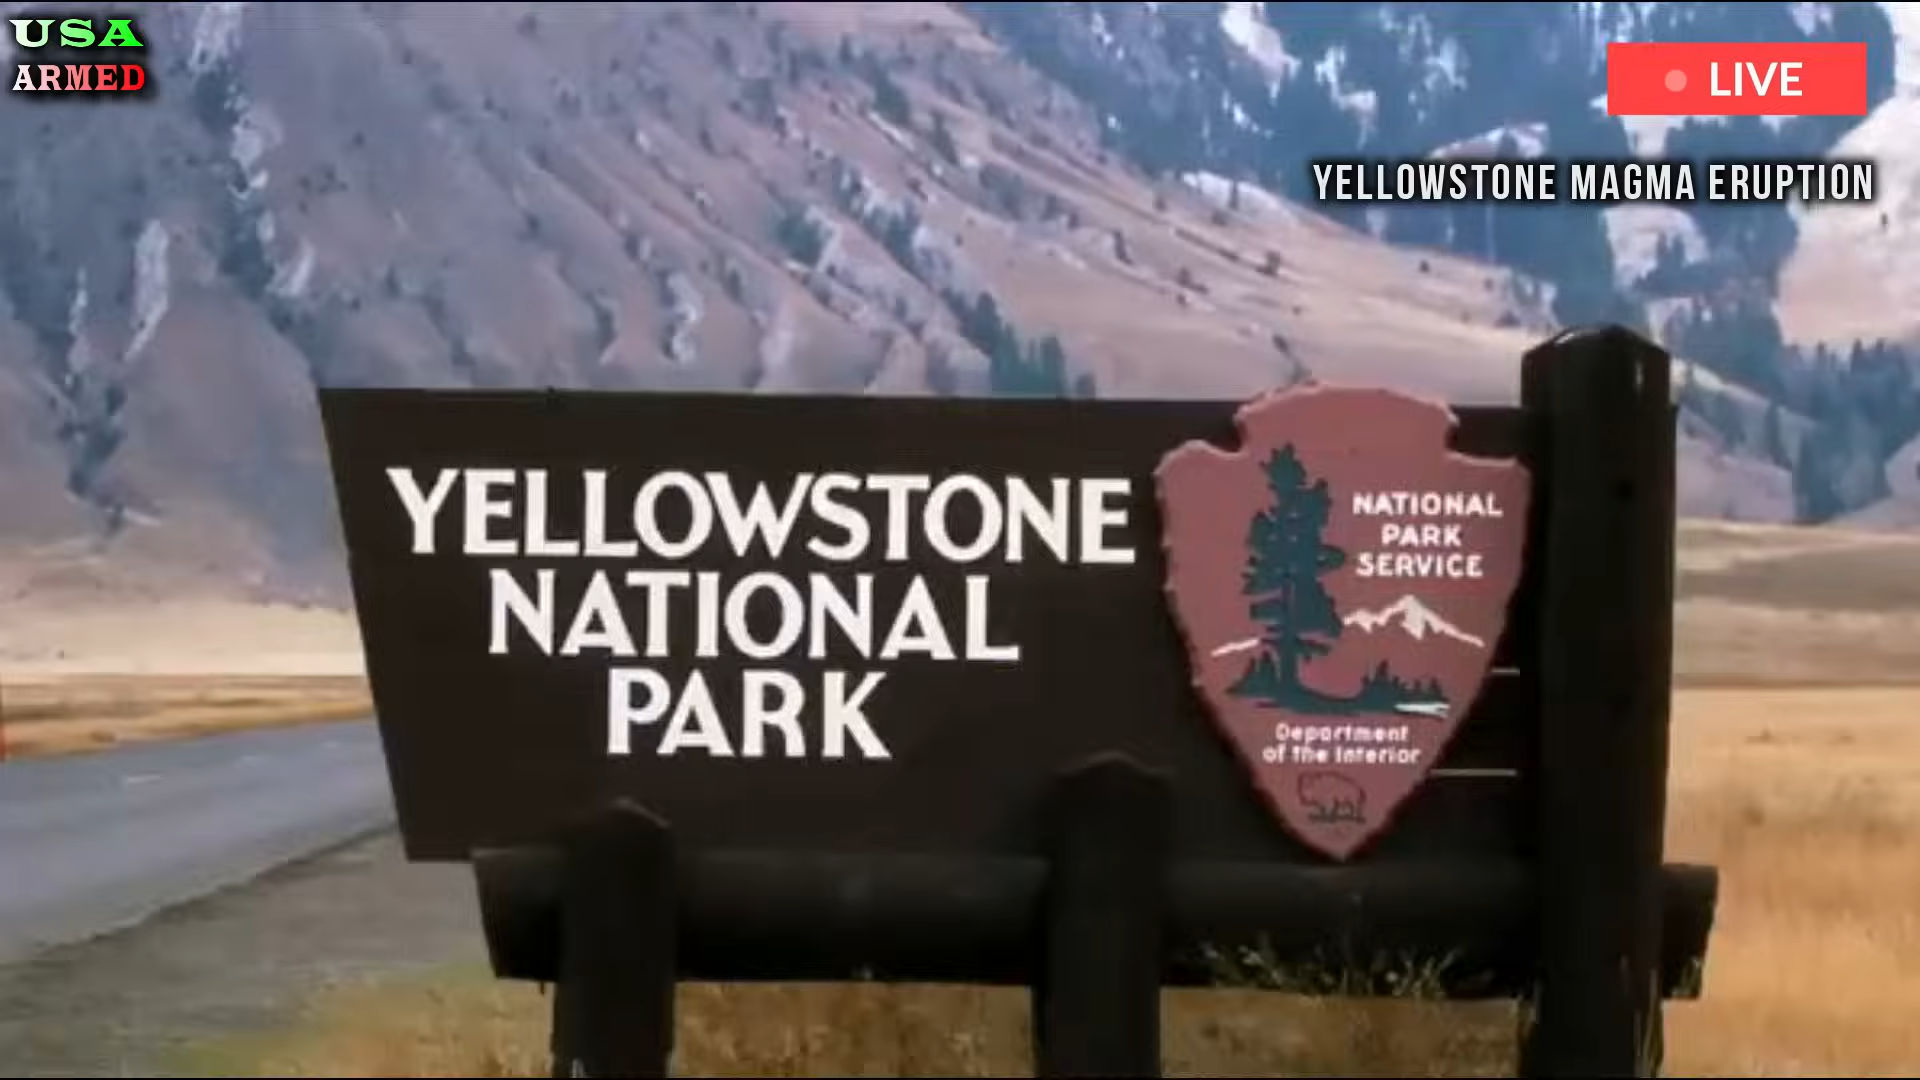 USA
ARMED
LIVE
YELLOWSTONE MAGMA ERUPTION
YELLOWSTONE
NATIONAL
PARK
NATIONAL
PARK
SERVICE
Department
of the Interior